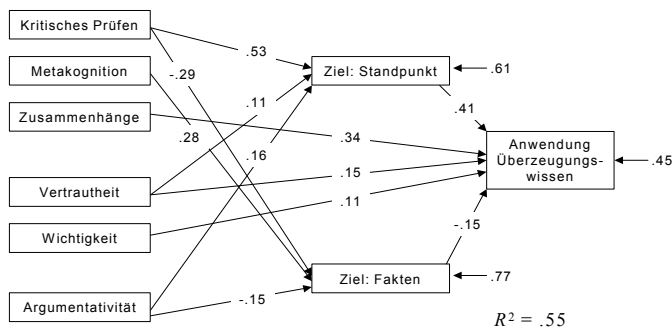 Kritisches Prüfen
Metakognition
Zusammenhänge
Vertrautheit
Wichtigkeit
Argumentativität
.53
-.29
.11
.28
.16
.34
.15
.11
-.15
Ziel: Standpunkt
.61
.41
Anwendung
Überzeugungs-
wissen
.45
-.15
Ziel: Fakten
.77
R² = .55